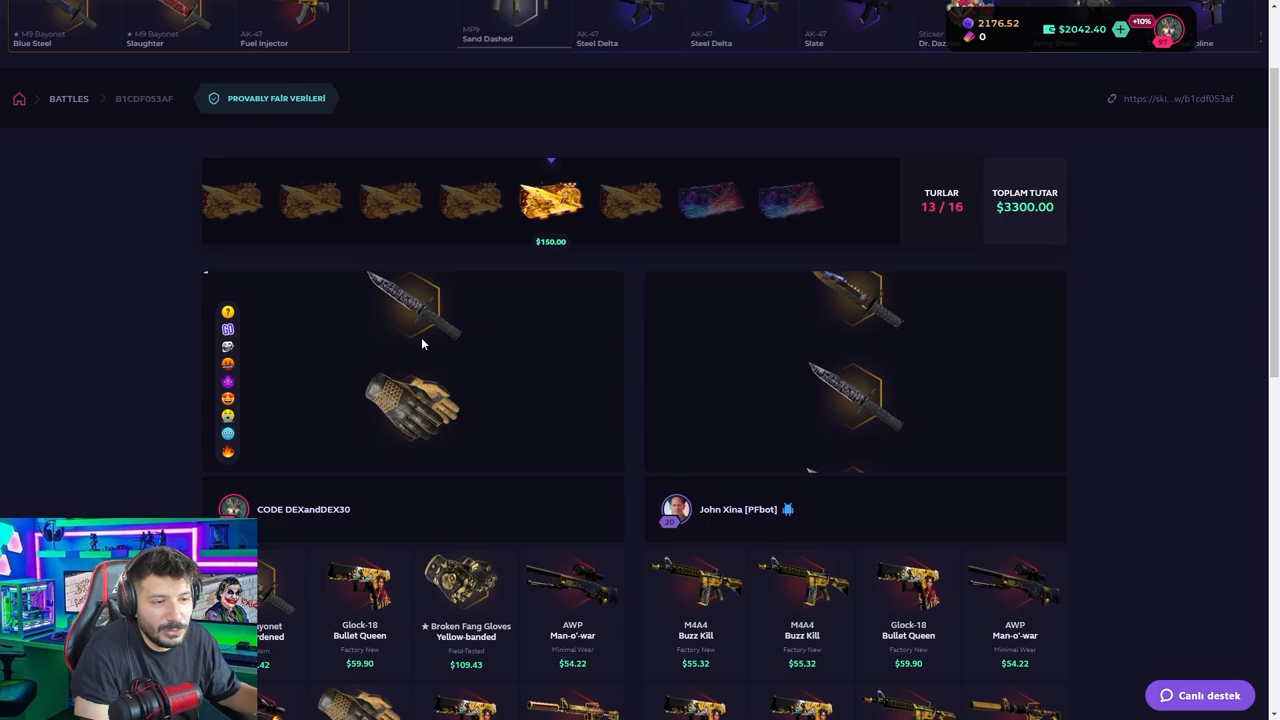 ★ M9 Bayonet
Blue Steel
★ M9 Bayonet
Slaughter
AK-47
Fuel Injector
MP9
Sand Dashed
AK-47
Steel Delta
AK-47
Steel Delta
AK-47
Slate
Sticker
Dr. Daz
2176.52
0
$2042.40
+10%
BATTLES
B1CDF053AF
PROVABLY FAİR VERİLERİ
https://ski...w/b1cdf053af
TURLAR
13 / 16
TOPLAM TUTAR
$3300.00
$150.00
GO
CODE DEXandDEX30
John Xina [PFbot]
20
Glock-18
Bullet Queen
Factory New
$59.90
★ Broken Fang Gloves
Yellow-banded
Field-Tested
$109.43
AWP
Man-o'-war
Minimal Wear
$54.22
M4A4
Buzz Kill
Factory New
$55.32
M4A4
Buzz Kill
Factory New
$55.32
Glock-18
Bullet Queen
Factory New
$59.90
AWP
Man-o'-war
Minimal Wear
$54.22
Canlı destek